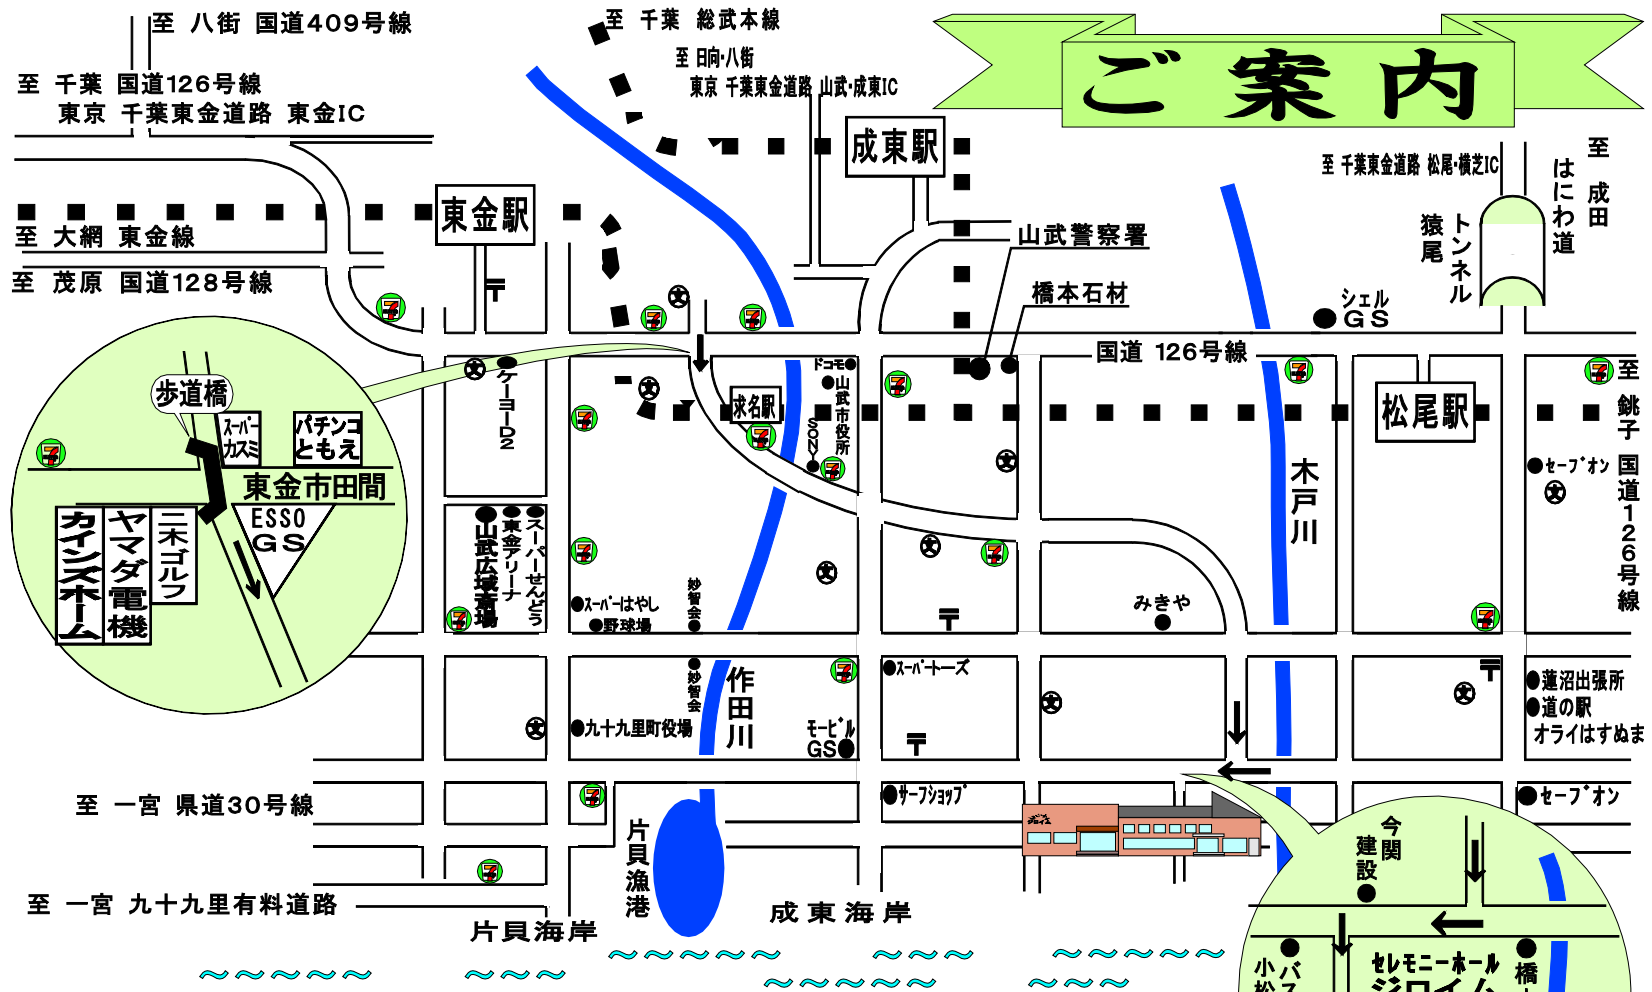 ご案内
至 八街 国道409号線
至 千葉 国道126号線
東京 千葉東金道路 東金IC
至 千葉 総武本線
至 日向・八街
東京 千葉東金道路 山武・成東IC
成東駅
至 千葉東金道路 松尾・横芝IC
至 成田
はにわ道
猿尾
トンネル
東金駅
至 大網 東金線
至 茂原 国道128号線
〒
山武警察署
橋本石材
シェル
GS
国道 126号線
ケーヨーD2
求名駅
ドコモ
山武市役所
SONY
松尾駅
至 銚子 国道126号線
セーブオン
木戸川
歩道橋
スーパー
カスミ
パチンコ
ともえ
東金市田間
ESSO
GS
カインズホーム
ヤマダ電機
二木ゴルフ
山武広域斎場
東金アリーナ
スーパーせんどう
スーパーはやし
野球場
妙智会
妙智会
〒
みきや
作田川
スーパートーズ
九十九里町役場
モービル
GS
〒
〒
蓮沼出張所
道の駅
オライはすぬま
至 一宮 県道30号線
サーフショップ
セーブオン
片貝漁港
至 一宮 九十九里有料道路
片貝海岸
成東海岸
今関
建設
セレモニーホール
ジロイム
バス
小松
橋